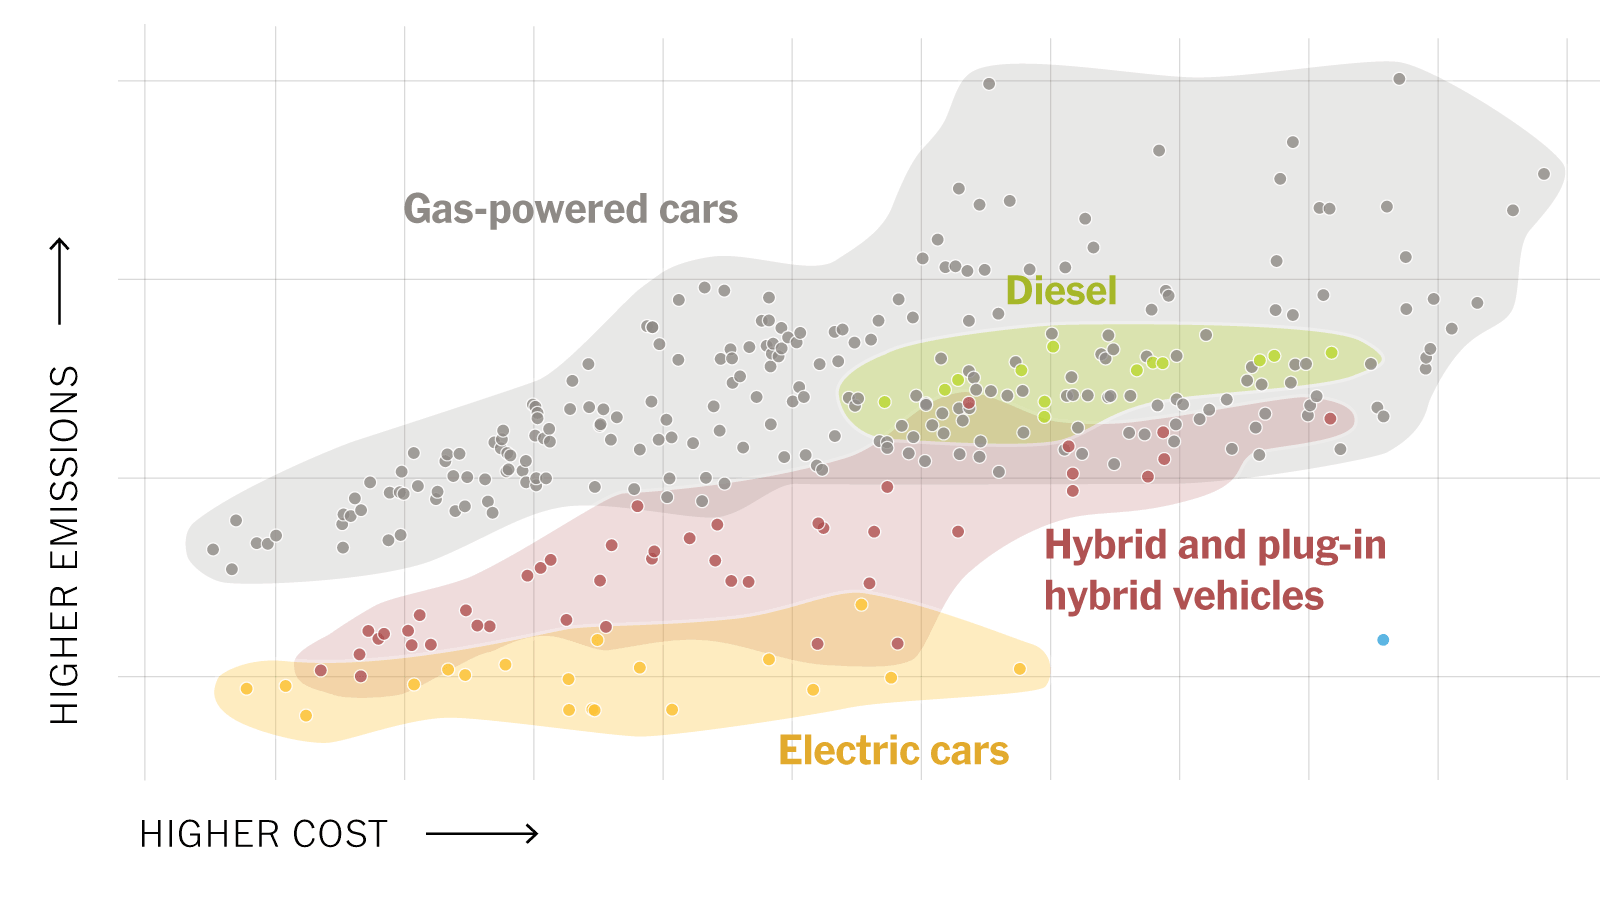 Gas-powered cars
Diesel
Hybrid and plug-in
hybrid vehicles
Electric cars
HIGHER EMISSIONS
HIGHER COST